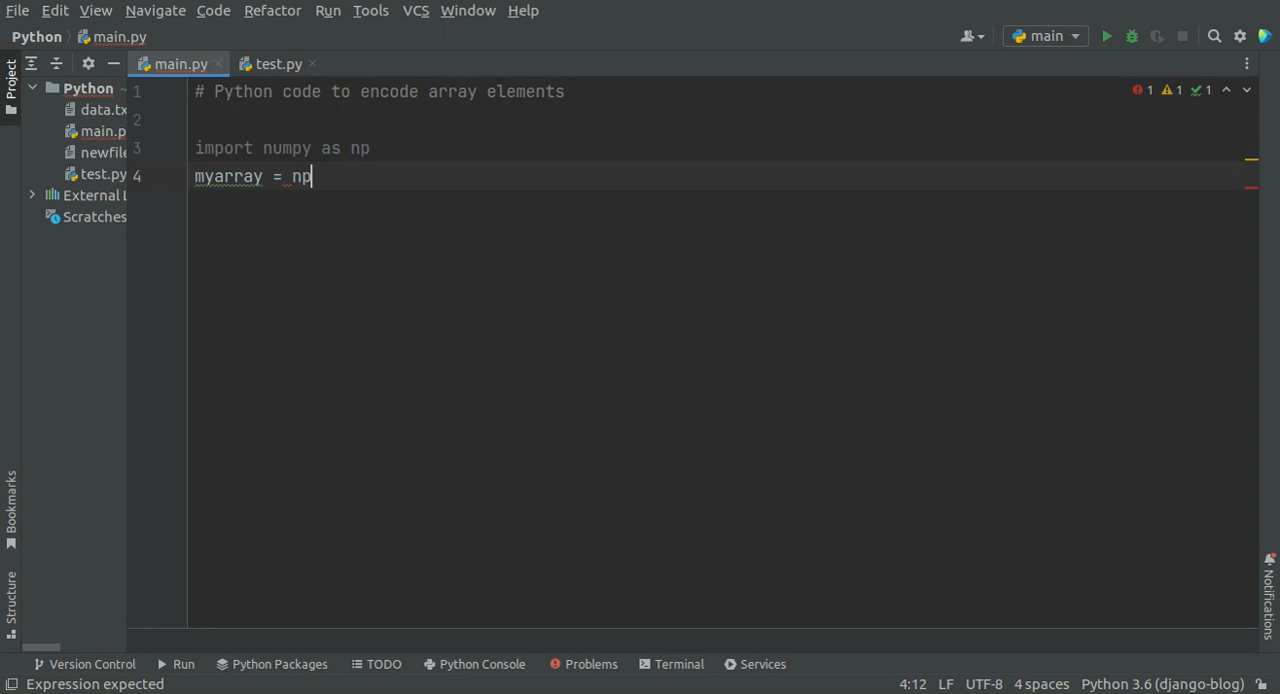 File Edit View Navigate Code Refactor Run Tools VCS Window Help
Python main.py main
Project main.py test.py
Python ~
data.tx
main.p
newfile
test.py
External L
Scratches
1 # Python code to encode array elements
2
3 import numpy as np
4 myarray = np
1 1 1
Bookmarks
Structure
Notifications
Version Control Run Python Packages TODO Python Console Problems Terminal Services
Expression expected 4:12 LF UTF-8 4 spaces Python 3.6 (django-blog)